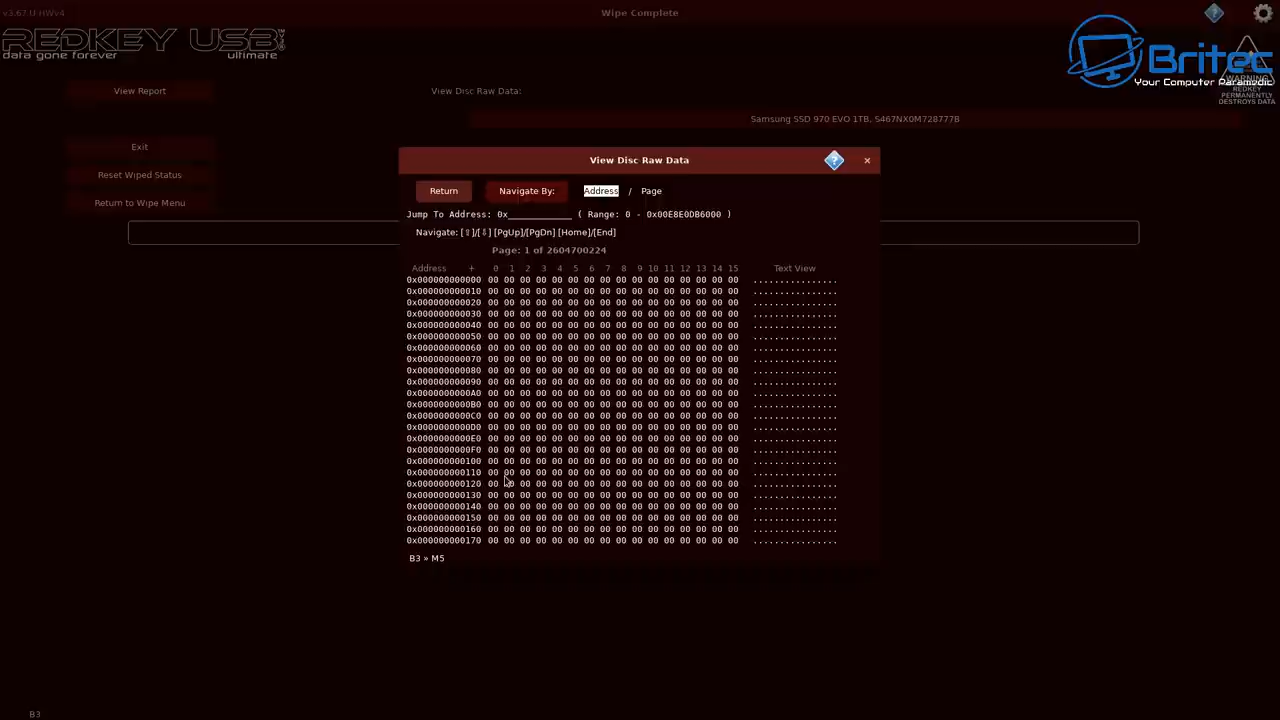 v3.67 U HWv4
Wipe Complete
REDKEY USB
data gone forever
ultimate
Britec
Your Computer Paramedic
WARNING
REDKEY
PERMANENTLY
DESTROYS DATA
View Report
View Disc Raw Data:
Samsung SSD 970 EVO 1TB, S467NX0M728777B
Exit
Reset Wiped Status
Return to Wipe Menu
View Disc Raw Data
?
×
Return
Navigate By:
Address / Page
Jump To Address: 0x____________ ( Range: 0 - 0x00E8E0DB6000 )
Navigate: [⇧]/[⇩] [PgUp]/[PgDn] [Home]/[End]
Page: 1 of 2604700224
Address + 0 1 2 3 4 5 6 7 8 9 10 11 12 13 14 15 Text View
0x000000000000 00 00 00 00 00 00 00 00 00 00 00 00 00 00 00 00 ................
0x000000000010 00 00 00 00 00 00 00 00 00 00 00 00 00 00 00 00 ................
0x000000000020 00 00 00 00 00 00 00 00 00 00 00 00 00 00 00 00 ................
0x000000000030 00 00 00 00 00 00 00 00 00 00 00 00 00 00 00 00 ................
0x000000000040 00 00 00 00 00 00 00 00 00 00 00 00 00 00 00 00 ................
0x000000000050 00 00 00 00 00 00 00 00 00 00 00 00 00 00 00 00 ................
0x000000000060 00 00 00 00 00 00 00 00 00 00 00 00 00 00 00 00 ................
0x000000000070 00 00 00 00 00 00 00 00 00 00 00 00 00 00 00 00 ................
0x000000000080 00 00 00 00 00 00 00 00 00 00 00 00 00 00 00 00 ................
0x000000000090 00 00 00 00 00 00 00 00 00 00 00 00 00 00 00 00 ................
0x0000000000A0 00 00 00 00 00 00 00 00 00 00 00 00 00 00 00 00 ................
0x0000000000B0 00 00 00 00 00 00 00 00 00 00 00 00 00 00 00 00 ................
0x0000000000C0 00 00 00 00 00 00 00 00 00 00 00 00 00 00 00 00 ................
0x0000000000D0 00 00 00 00 00 00 00 00 00 00 00 00 00 00 00 00 ................
0x0000000000E0 00 00 00 00 00 00 00 00 00 00 00 00 00 00 00 00 ................
0x0000000000F0 00 00 00 00 00 00 00 00 00 00 00 00 00 00 00 00 ................
0x000000000100 00 00 00 00 00 00 00 00 00 00 00 00 00 00 00 00 ................
0x000000000110 00 00 00 00 00 00 00 00 00 00 00 00 00 00 00 00 ................
0x000000000120 00 00 00 00 00 00 00 00 00 00 00 00 00 00 00 00 ................
0x000000000130 00 00 00 00 00 00 00 00 00 00 00 00 00 00 00 00 ................
0x000000000140 00 00 00 00 00 00 00 00 00 00 00 00 00 00 00 00 ................
0x000000000150 00 00 00 00 00 00 00 00 00 00 00 00 00 00 00 00 ................
0x000000000160 00 00 00 00 00 00 00 00 00 00 00 00 00 00 00 00 ................
0x000000000170 00 00 00 00 00 00 00 00 00 00 00 00 00 00 00 00 ................
B3 » M5
B3